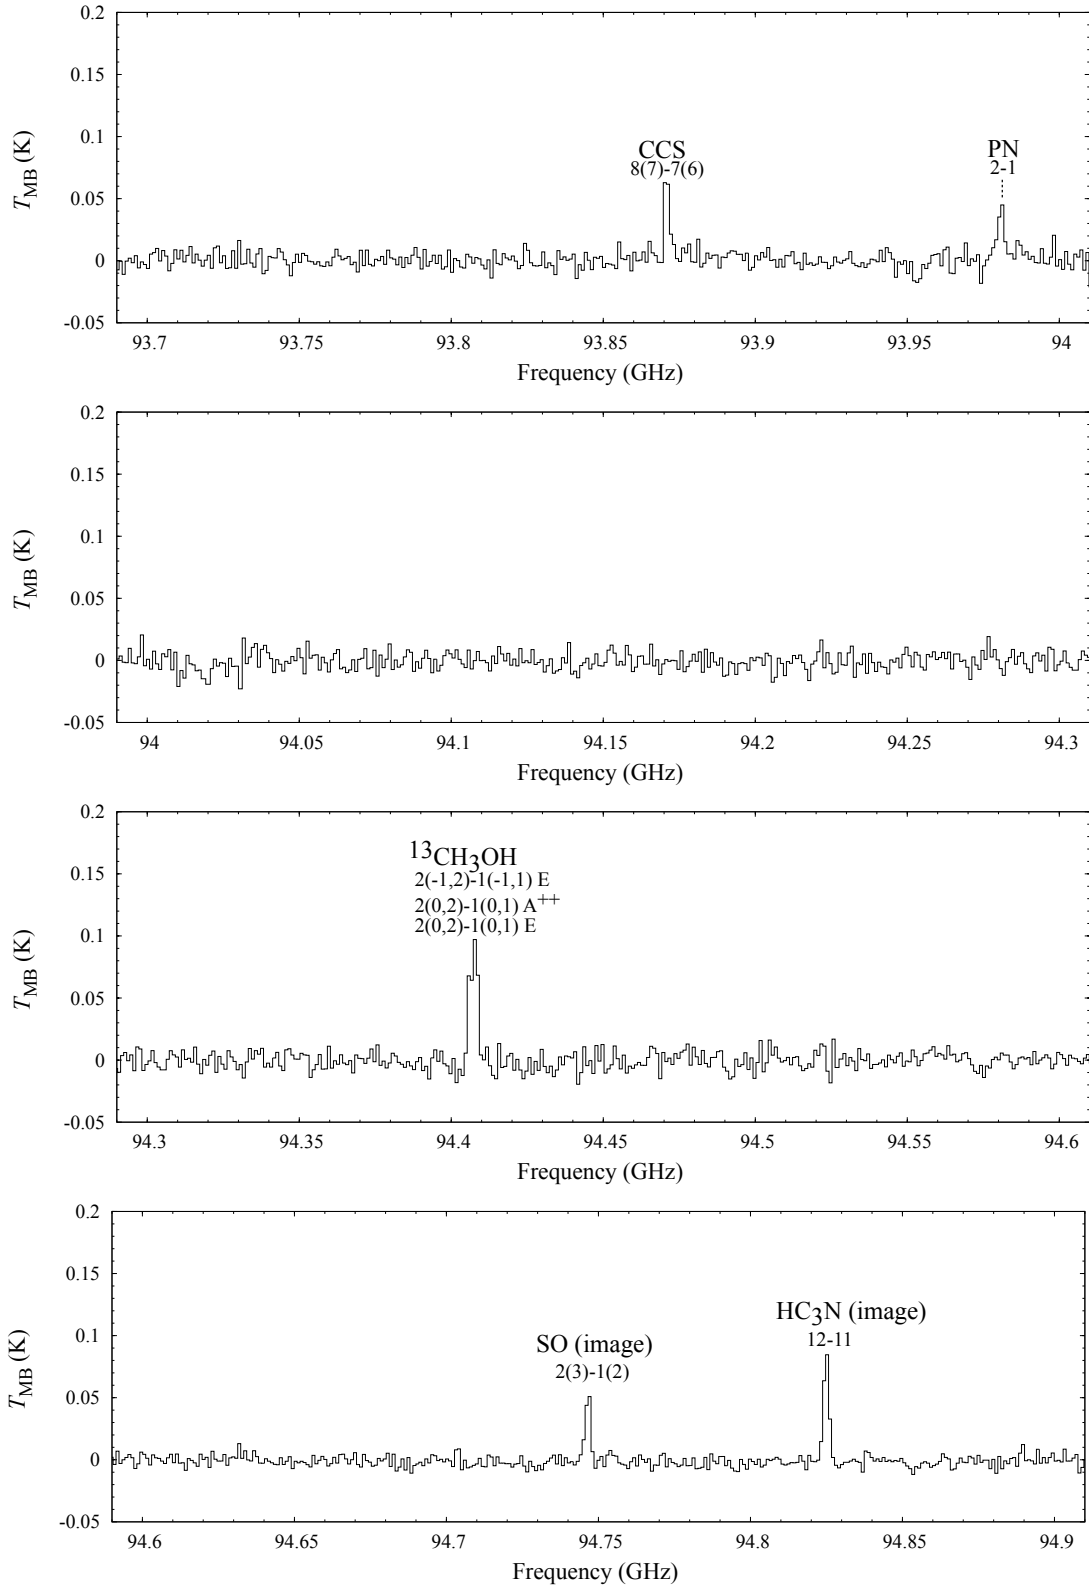 0.2
0.15
0.1
0.05
0
-0.05
T_MB (K)
CCS
8(7)-7(6)
PN
2-1
93.7 93.75 93.8 93.85 93.9 93.95 94
Frequency (GHz)
0.2
0.15
0.1
0.05
0
-0.05
T_MB (K)
94 94.05 94.1 94.15 94.2 94.25 94.3
Frequency (GHz)
0.2
0.15
0.1
0.05
0
-0.05
T_MB (K)
¹³CH₃OH
2(-1,2)-1(-1,1) E
2(0,2)-1(0,1) A⁺⁺
2(0,2)-1(0,1) E
94.3 94.35 94.4 94.45 94.5 94.55 94.6
Frequency (GHz)
0.2
0.15
0.1
0.05
0
-0.05
T_MB (K)
SO (image)
2(3)-1(2)
HC₃N (image)
12-11
94.6 94.65 94.7 94.75 94.8 94.85 94.9
Frequency (GHz)